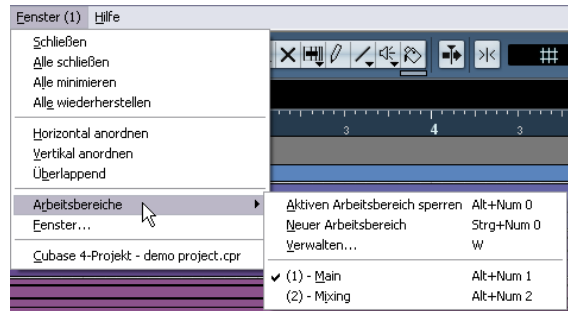 Fenster (1) Hilfe
Schließen
Alle schließen
Alle minimieren
Alle wiederherstellen
Horizontal anordnen
Vertikal anordnen
Überlappend
Arbeitsbereiche
Fenster...
Cubase 4-Projekt - demo project.cpr
3 4 3
Aktiven Arbeitsbereich sperren Alt+Num 0
Neuer Arbeitsbereich Strg+Num 0
Verwalten... W
(1) - Main Alt+Num 1
(2) - Mixing Alt+Num 2